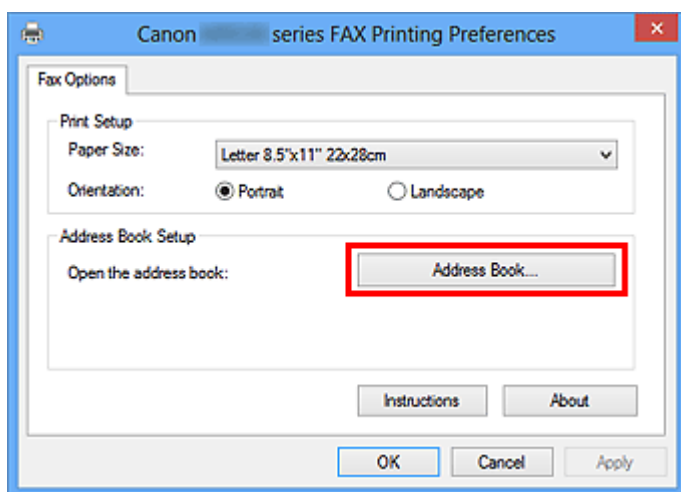 Canon series FAX Printing Preferences
Fax Options
Print Setup
Paper Size: Letter 8.5"x11" 22x28cm
Orientation: Portrait Landscape
Address Book Setup
Open the address book: Address Book...
Instructions About
OK Cancel Apply